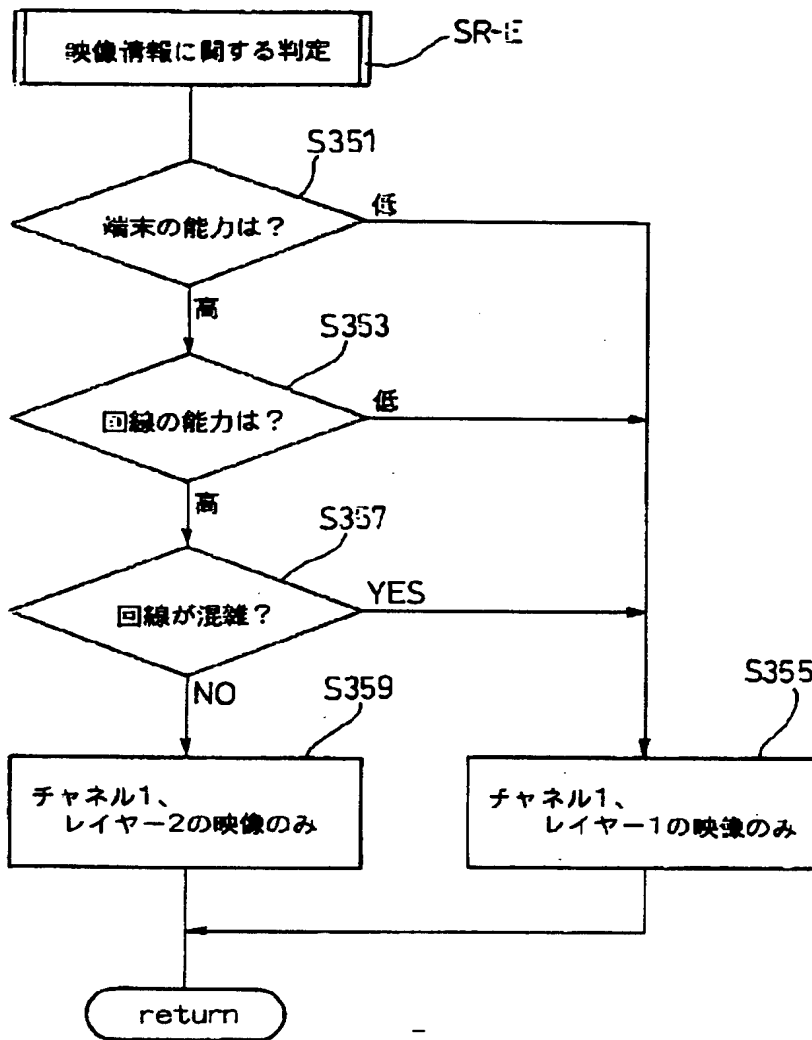 映像情報に関する判定
SR-E
S351
端末の能力は？
低
高
S353
回線の能力は？
低
高
S357
回線が混雑？
YES
NO
S359
S355
チャネル1、
レイヤー2の映像のみ
チャネル1、
レイヤー1の映像のみ
return